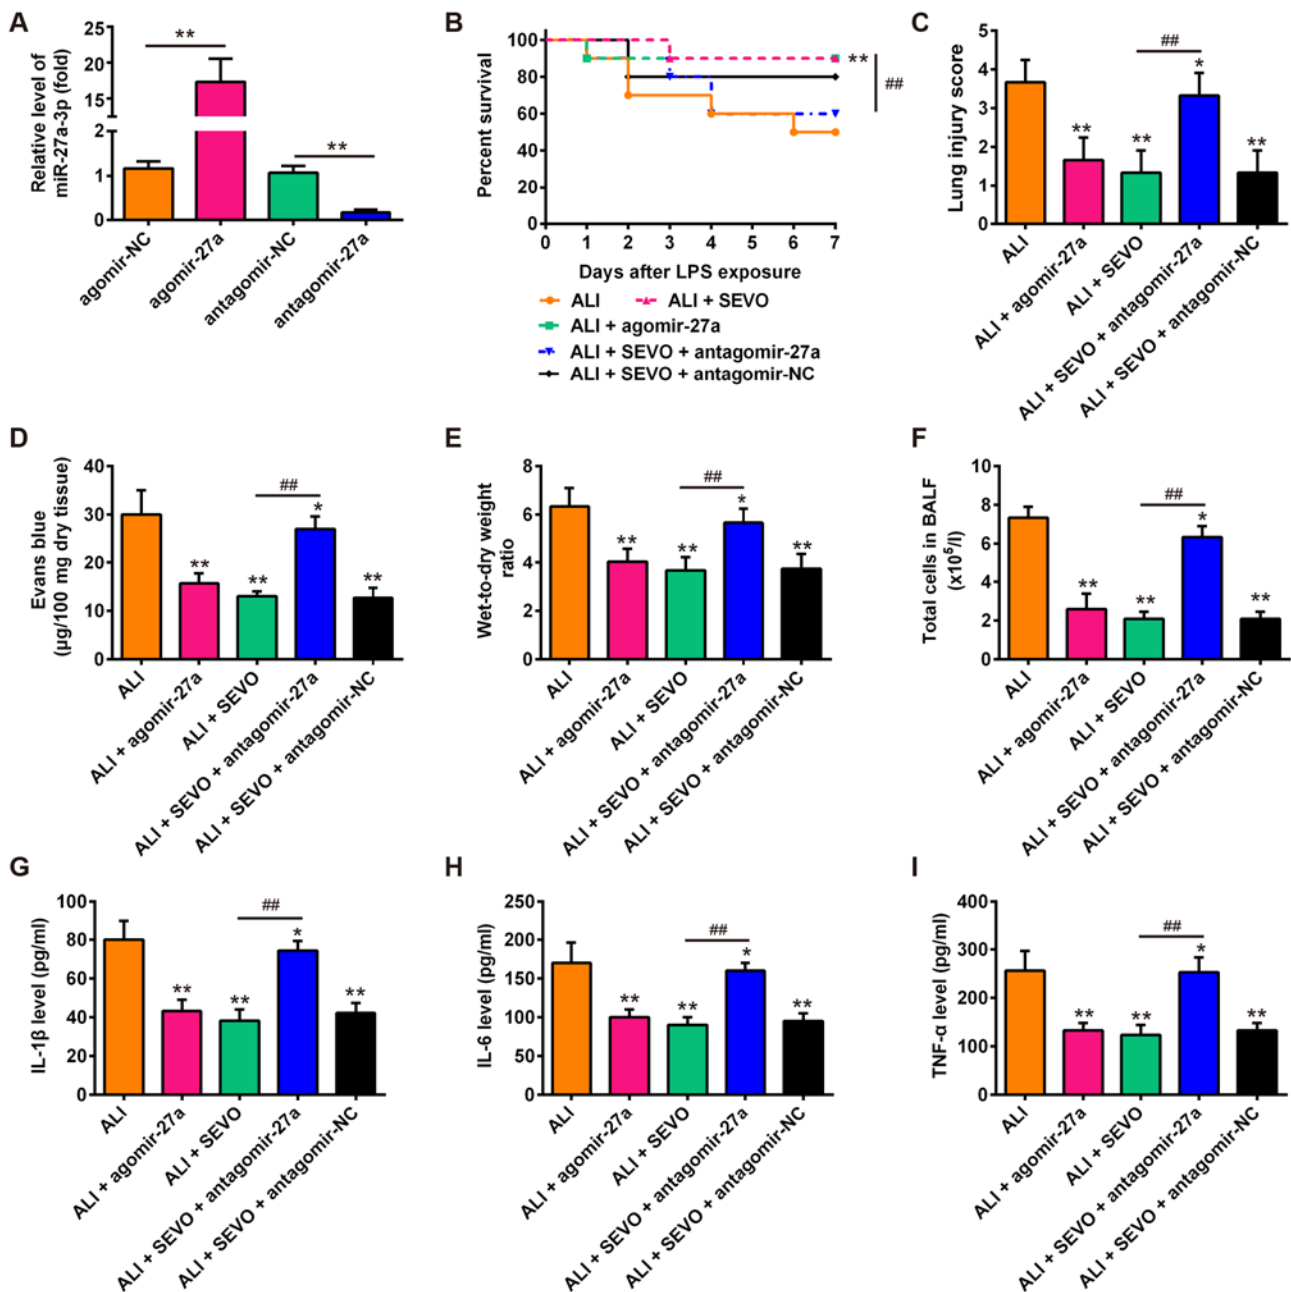 A
Relative level of
miR-27a-3p (fold)
25
20
15
2
1
0
**
**
agomir-NC
agomir-27a
antagomir-NC
antagomir-27a
B
Percent survival
100
80
60
40
20
0
0 1 2 3 4 5 6 7
Days after LPS exposure
**
##
ALI
ALI + SEVO
ALI + agomir-27a
ALI + SEVO + antagomir-27a
ALI + SEVO + antagomir-NC
C
Lung injury score
5
4
3
2
1
0
**
**
##
*
**
ALI
ALI + agomir-27a
ALI + SEVO
ALI + SEVO + antagomir-27a
ALI + SEVO + antagomir-NC
D
Evans blue
(μg/100 mg dry tissue)
40
30
20
10
0
**
**
##
*
**
ALI
ALI + agomir-27a
ALI + SEVO
ALI + SEVO + antagomir-27a
ALI + SEVO + antagomir-NC
E
Wet-to-dry weight
ratio
8
6
4
2
0
**
**
##
*
**
ALI
ALI + agomir-27a
ALI + SEVO
ALI + SEVO + antagomir-27a
ALI + SEVO + antagomir-NC
F
Total cells in BALF
(x10⁵/l)
10
8
6
4
2
0
**
**
##
*
**
ALI
ALI + agomir-27a
ALI + SEVO
ALI + SEVO + antagomir-27a
ALI + SEVO + antagomir-NC
G
IL-1β level (pg/ml)
100
80
60
40
20
0
**
**
##
*
**
ALI
ALI + agomir-27a
ALI + SEVO
ALI + SEVO + antagomir-27a
ALI + SEVO + antagomir-NC
H
IL-6 level (pg/ml)
250
200
150
100
50
0
**
**
##
*
**
ALI
ALI + agomir-27a
ALI + SEVO
ALI + SEVO + antagomir-27a
ALI + SEVO + antagomir-NC
I
TNF-α level (pg/ml)
400
300
200
100
0
**
**
##
*
**
ALI
ALI + agomir-27a
ALI + SEVO
ALI + SEVO + antagomir-27a
ALI + SEVO + antagomir-NC